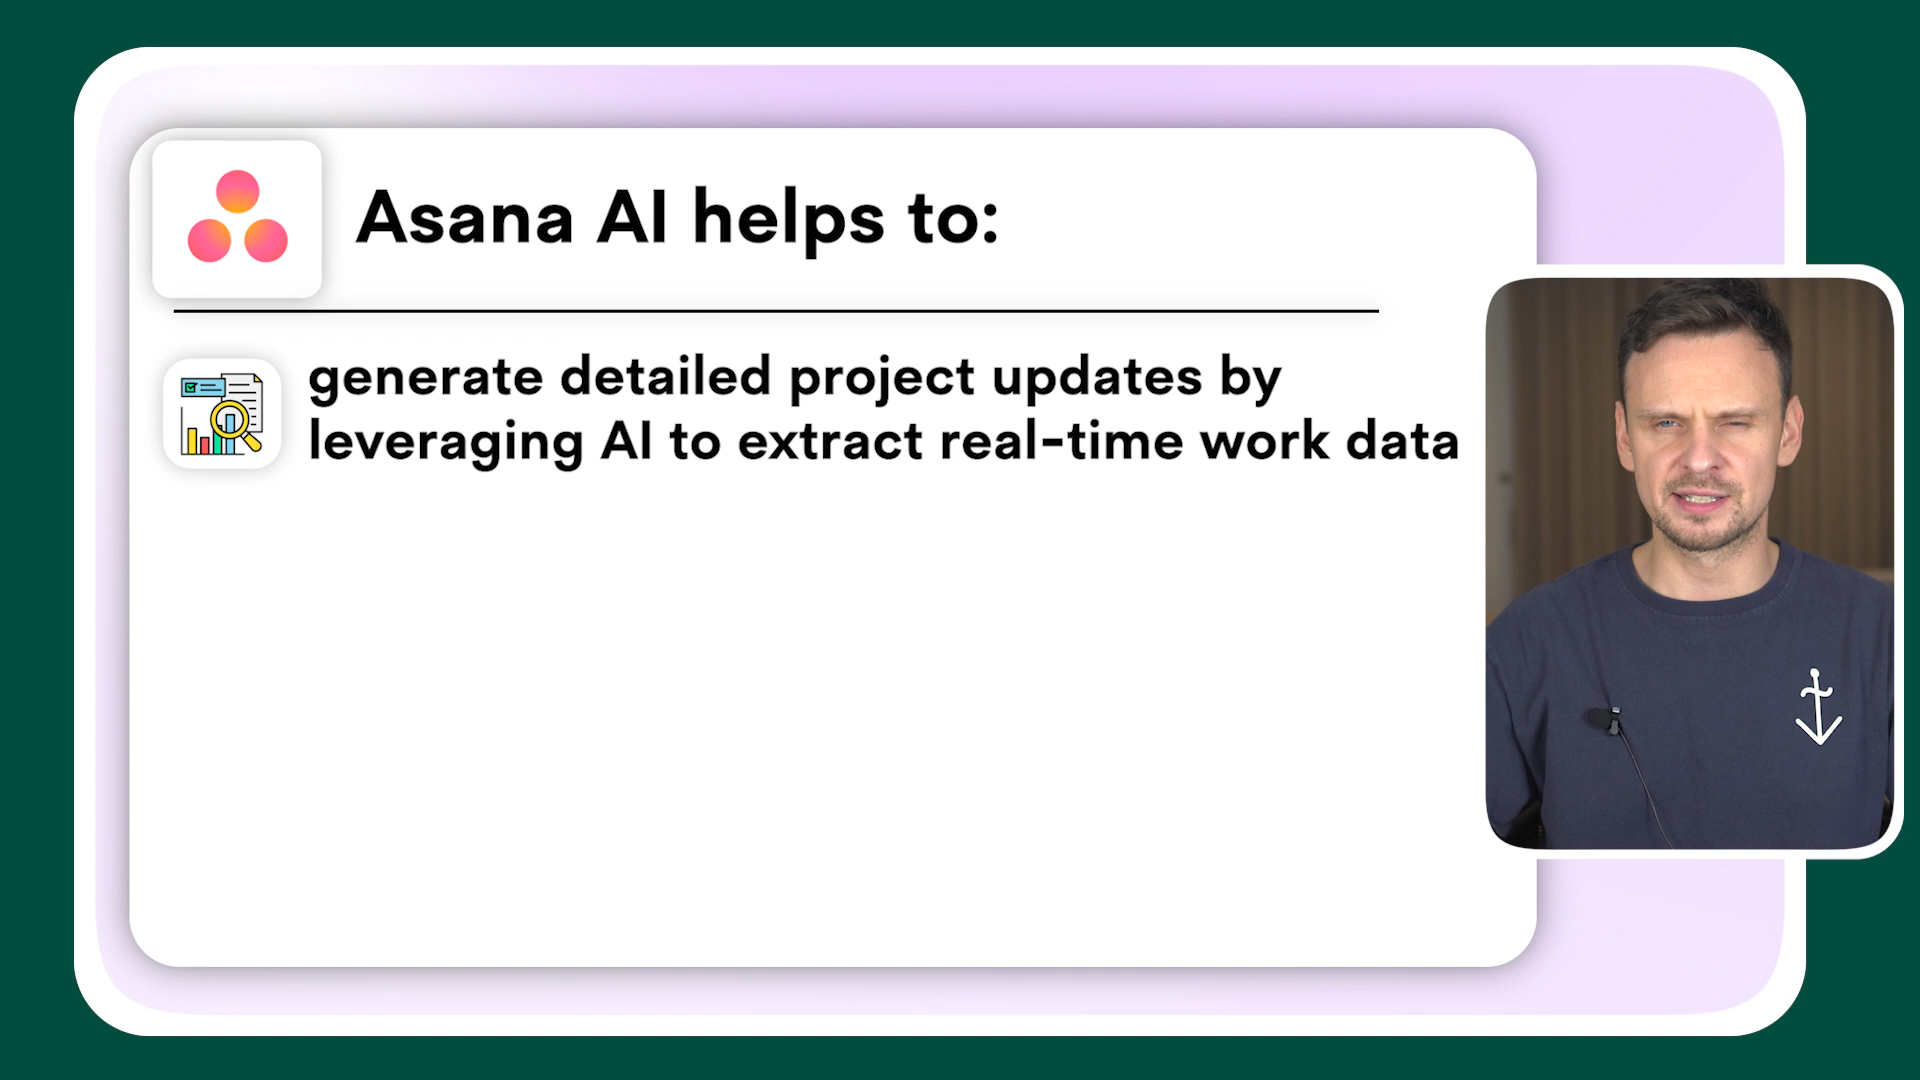 Asana AI helps to:
generate detailed project updates by
leveraging AI to extract real-time work data